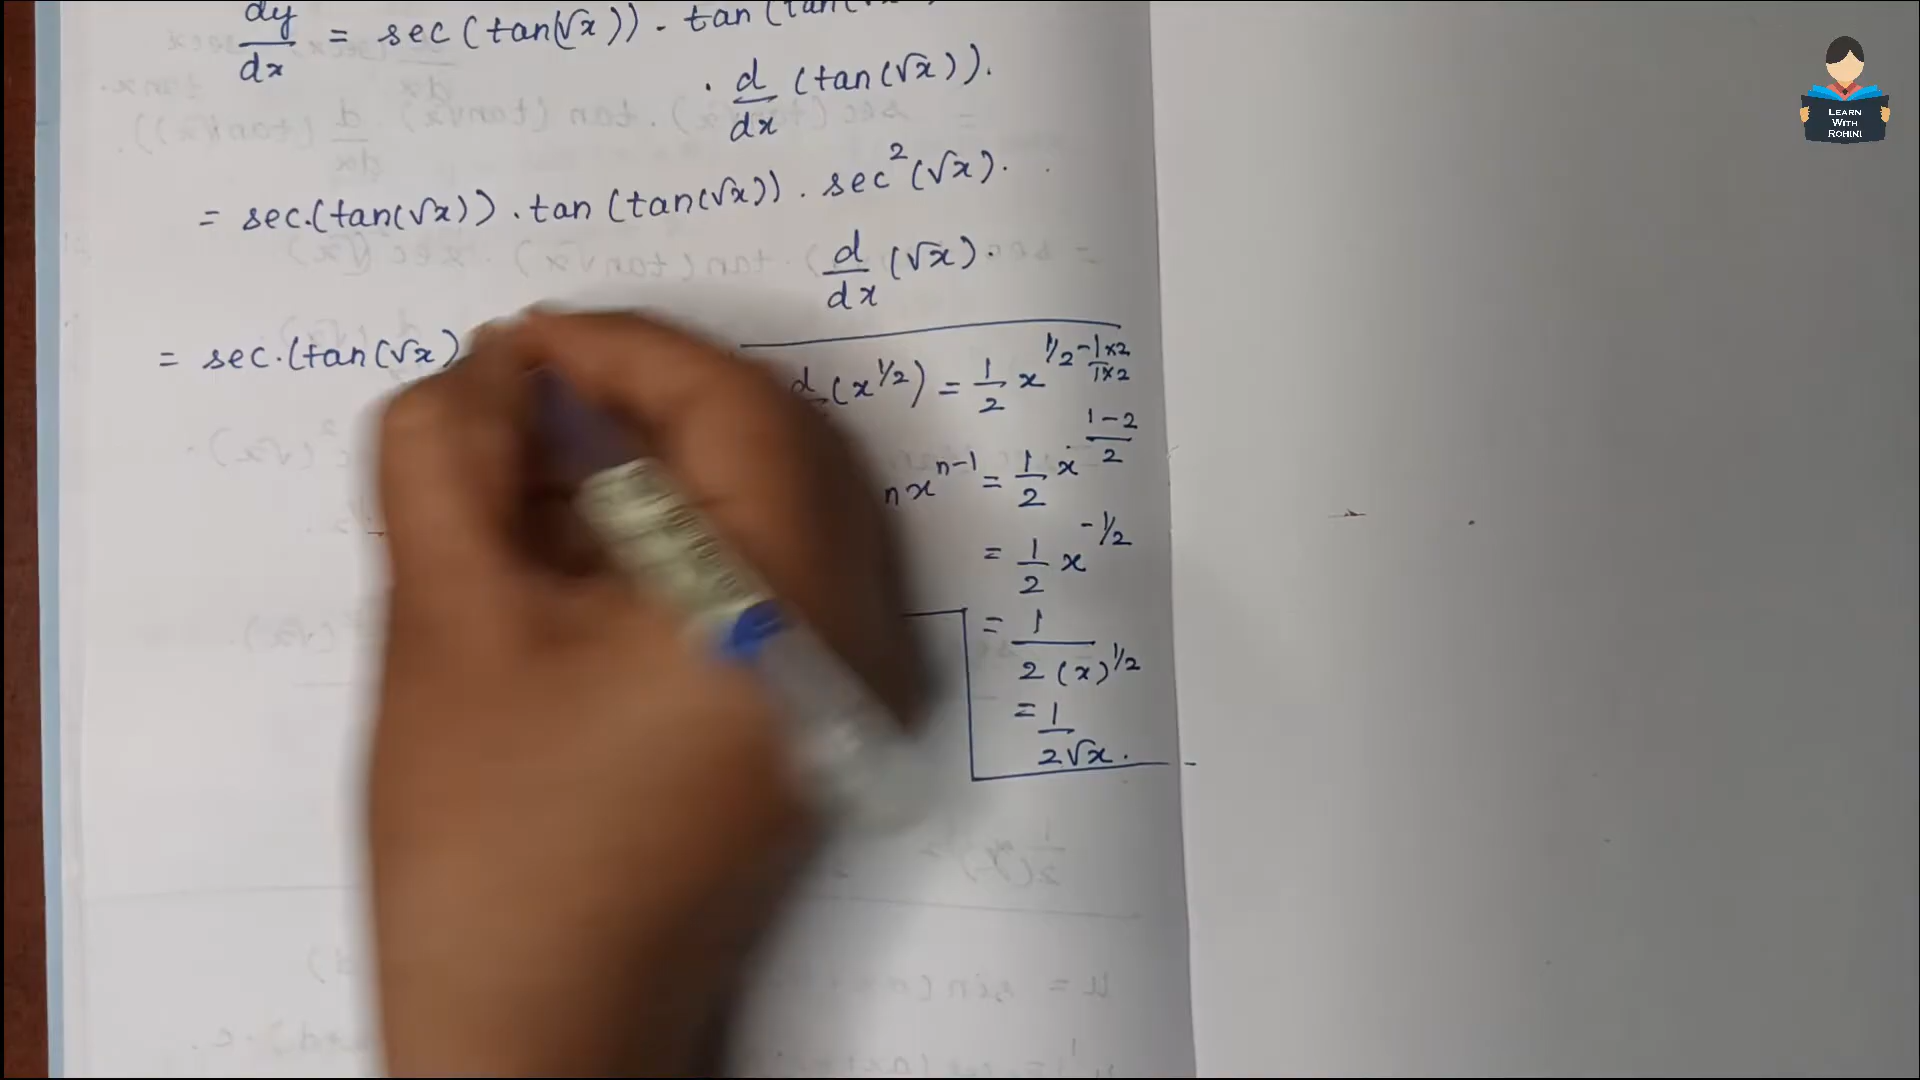 dy/dx = sec(tan(√x)) - tan(tan(√x
. d/dx (tan(√x)).
= sec.(tan(√x)) . tan(tan(√x)) . sec²(√x).
d/dx (√x).
= sec.(tan(√x)
(x^1/2) = 1/2 x^(1/2 - 1×2/1×2)
nx^n-1 = 1/2 x^(1-2/2)
= 1/2 x^-1/2
= 1/2(x)^1/2
= 1/2√x.
LEARN
WITH
ROHINI